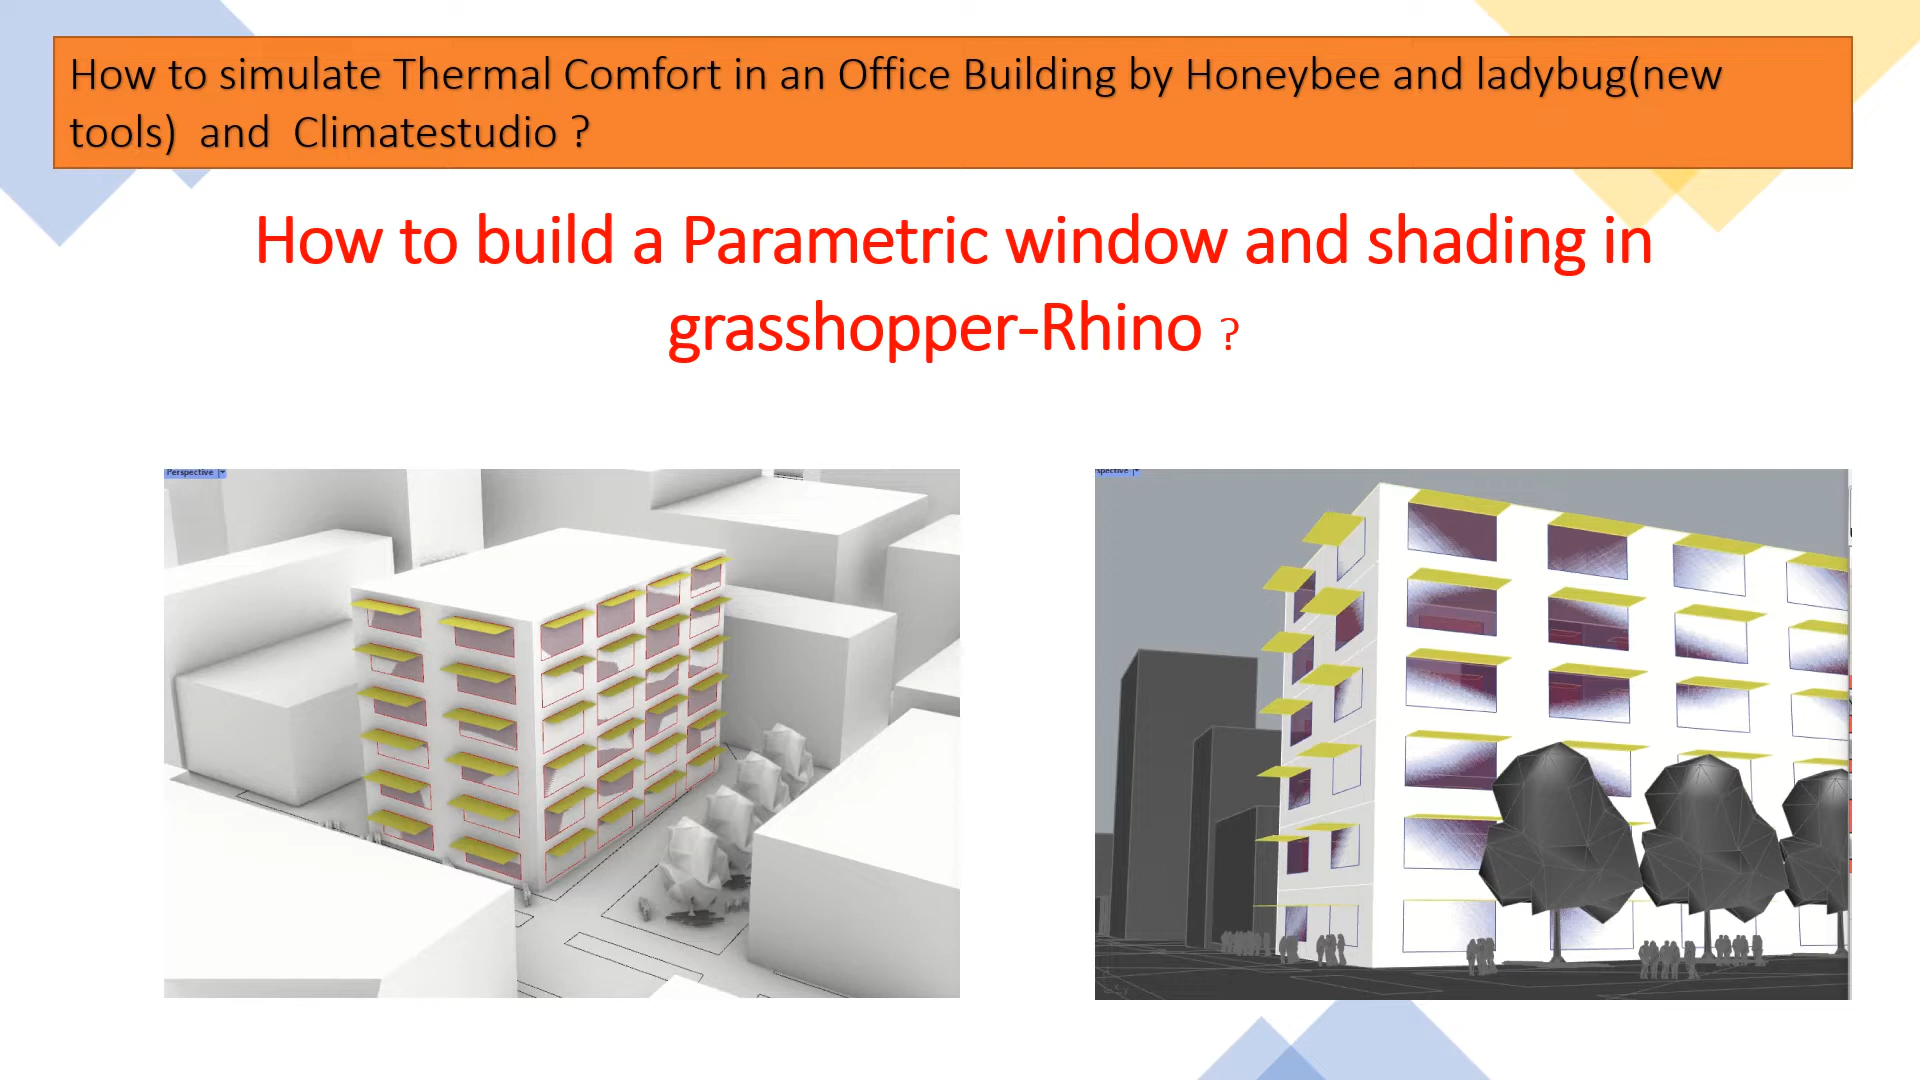 How to simulate Thermal Comfort in an Office Building by Honeybee and ladybug(new
tools)  and  Climatestudio ?
How to build a Parametric window and shading in
grasshopper-Rhino ?
Perspective
spective